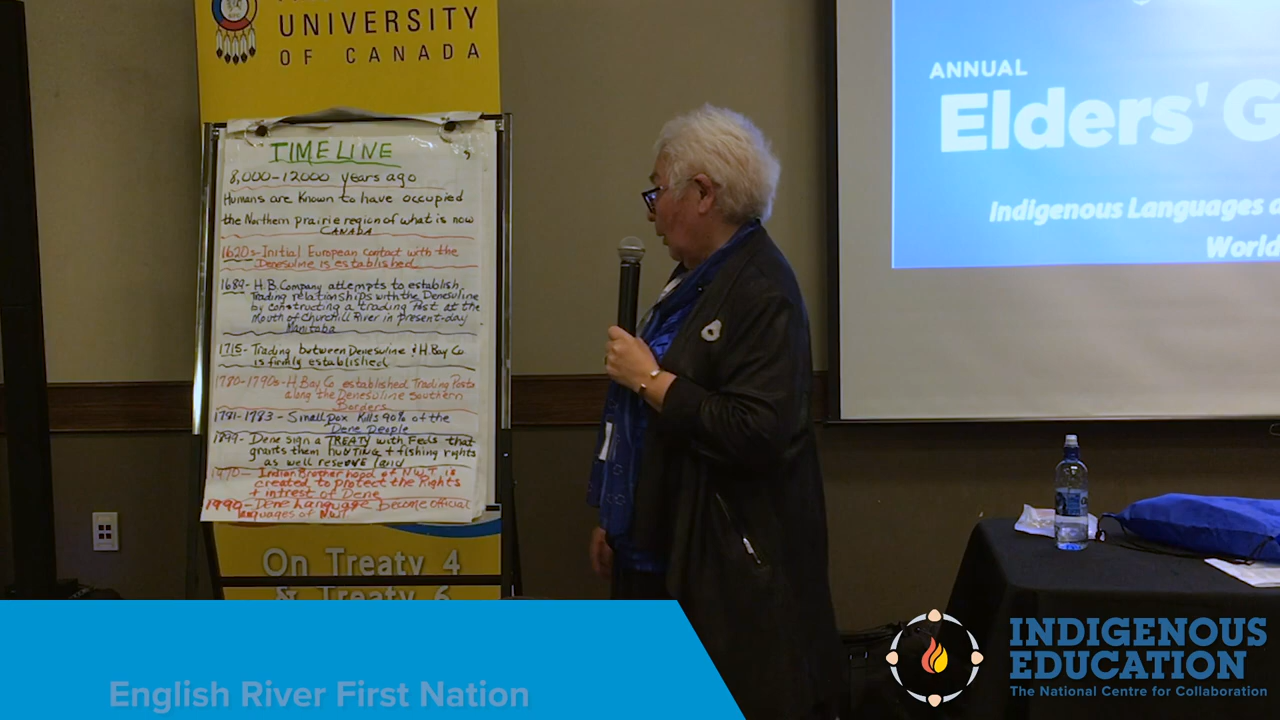 UNIVERSITY
OF CANADA
TIMELINE
8,000-12000 years ago
Humans are Known to have occupied
the Northern prairie region of what is now
CANADA
1620s-Initial European contact with the
Denesuline is established
1689- H.B. Company attempts to establish
Trading relationships with the Denesuline
by constructing a trading Post at the
Mouth of Churchill River in present-day
Manitoba
1715- Trading between Denesuline & H.Bay Co
is firmly established
1780-1790s-H.Bay Co established Trading Posts
along the Denesuline Southern
Borders
1781-1783 - Small Pox Kills 90% of the
Dene People
1899- Dene sign a TREATY with Feds that
grants them hunting + fishing rights
as well reserve land
1970- Indian Brotherhood of N.W.T. is
created to protect the Rights
+ intrest of Dene
1990- Dene Language become official
languages of NWT
On Treaty 4
& Treaty 6
ANNUAL
Elders' G
Indigenous Languages a
World
English River First Nation
INDIGENOUS
EDUCATION
The National Centre for Collaboration